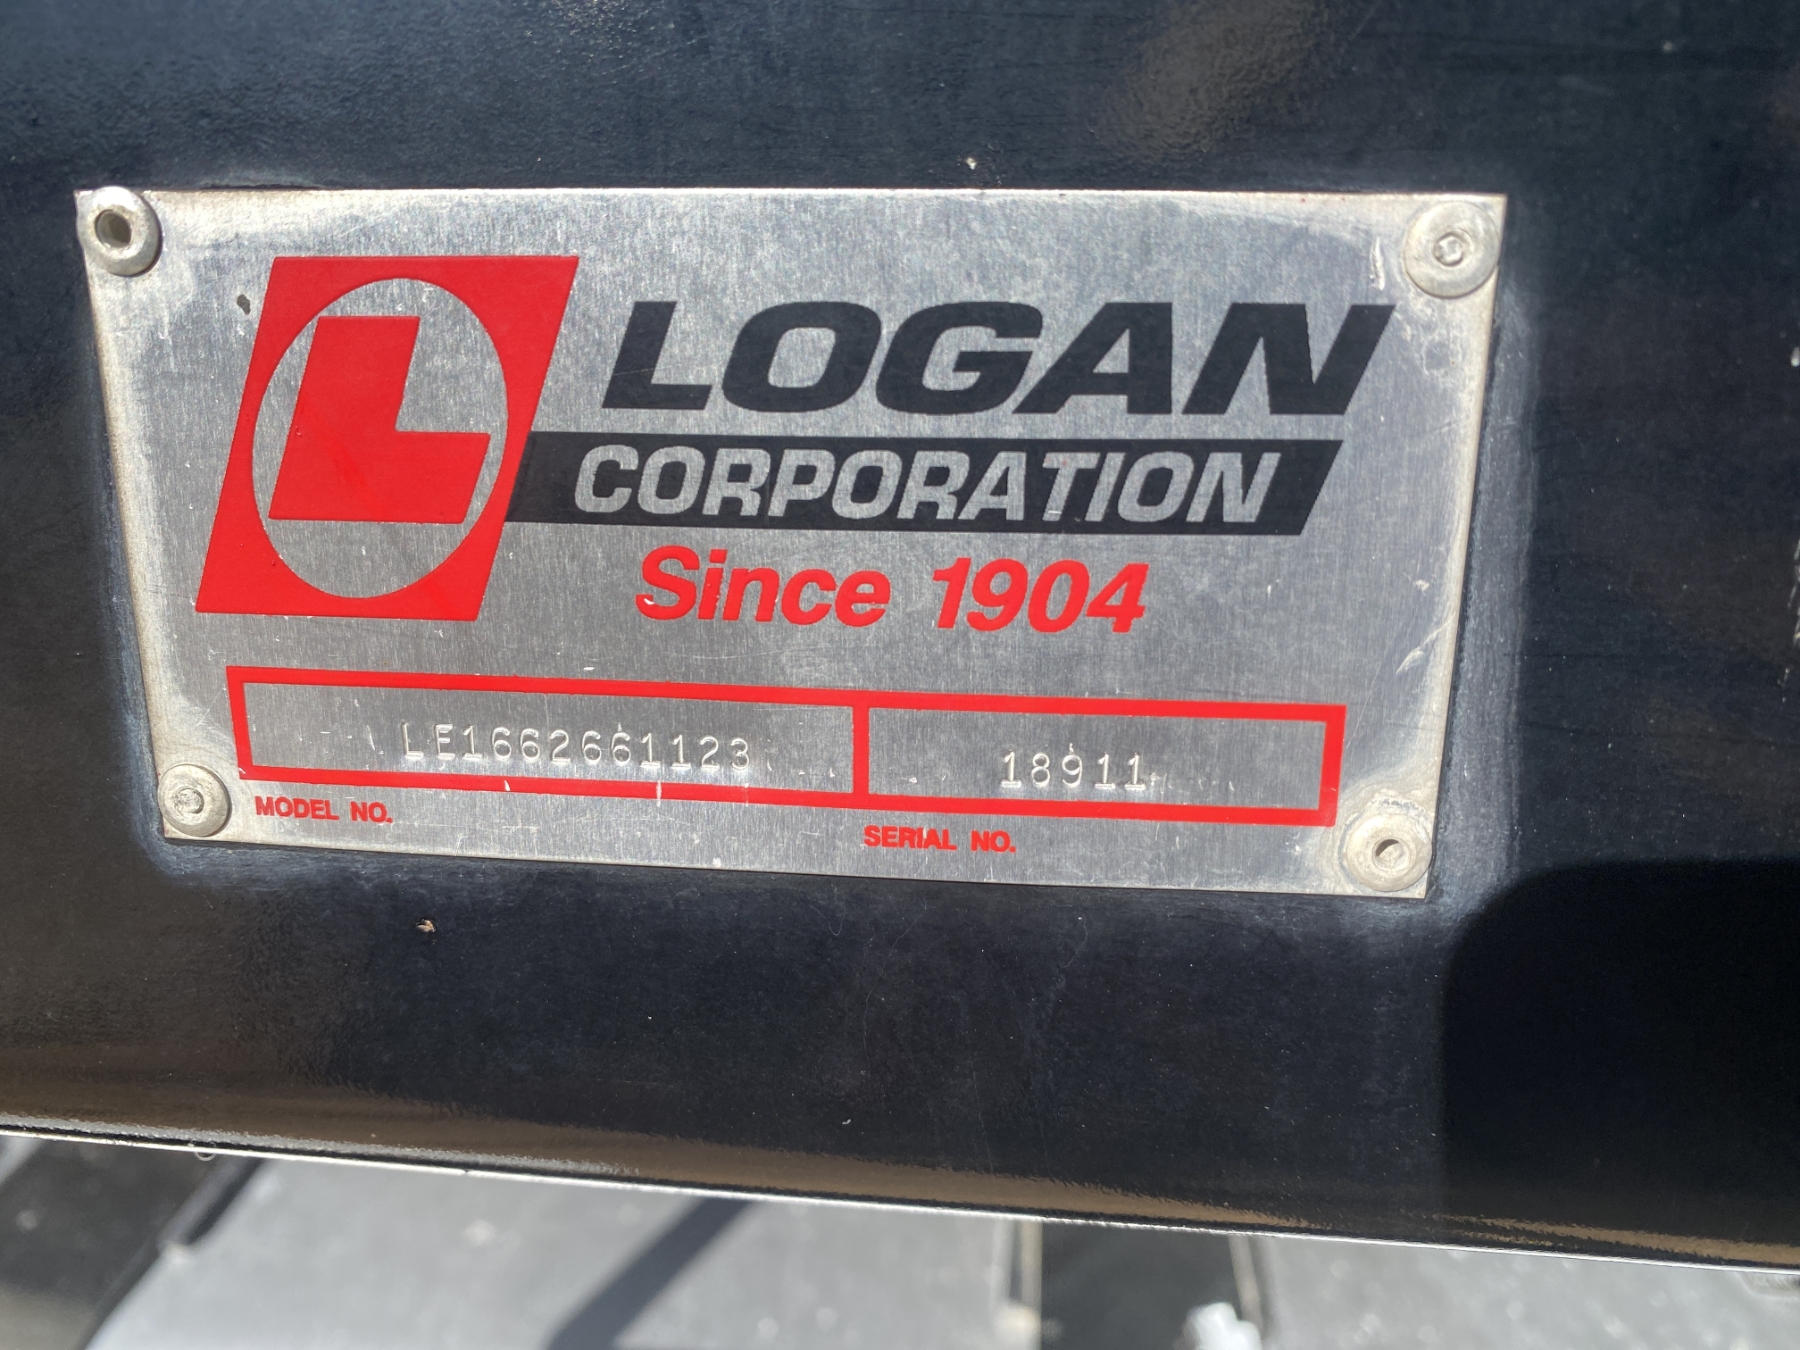 L
LOGAN
CORPORATION
Since 1904
LE1662661123 18911
MODEL NO. SERIAL NO.